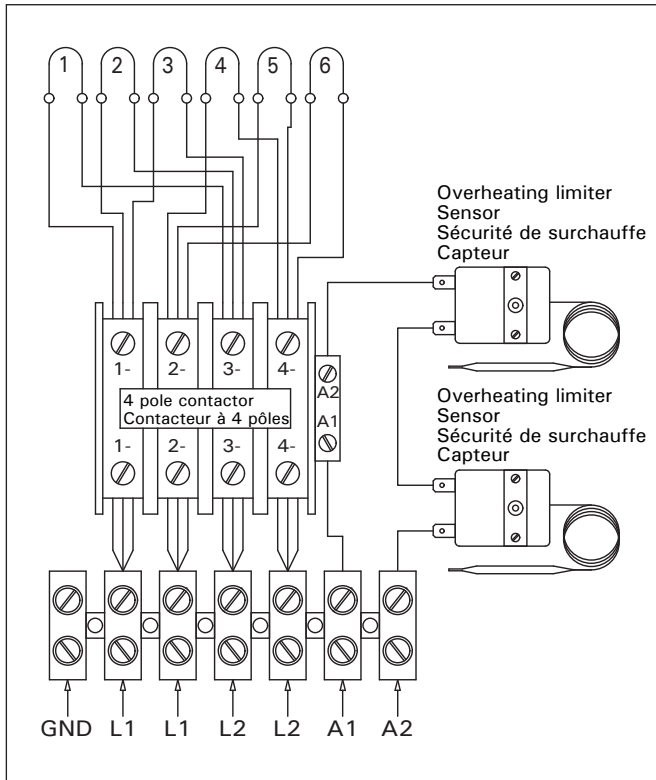 1 2 3 4 5 6
Overheating limiter
Sensor
Sécurité de surchauffe
Capteur
1- 2- 3- 4-
A2
4 pole contactor
Contacteur à 4 pôles
A1
1- 2- 3- 4-
Overheating limiter
Sensor
Sécurité de surchauffe
Capteur
GND L1 L1 L2 L2 A1 A2